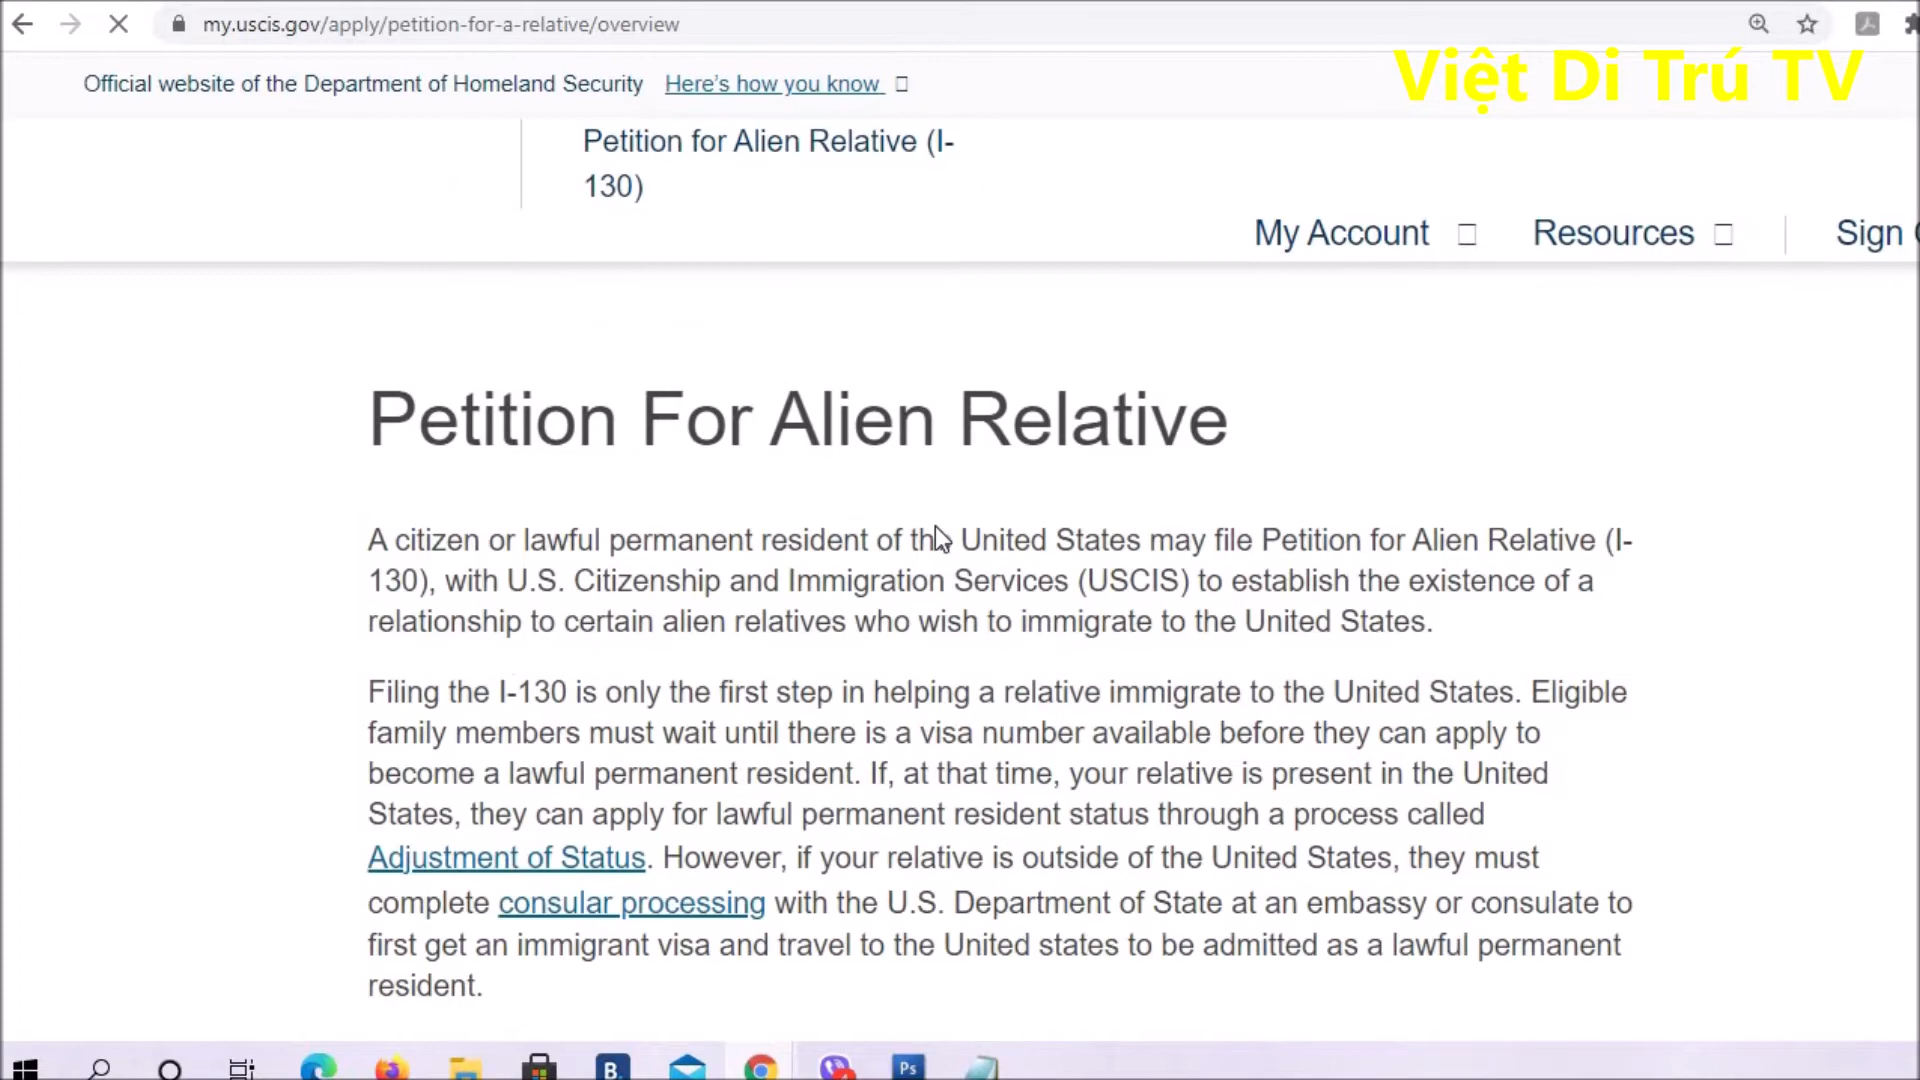 my.uscis.gov/apply/petition-for-a-relative/overview
Việt Di Trú TV
Official website of the Department of Homeland Security Here's how you know
Petition for Alien Relative (I-
130)
My Account Resources Sign
Petition For Alien Relative
A citizen or lawful permanent resident of the United States may file Petition for Alien Relative (I-
130), with U.S. Citizenship and Immigration Services (USCIS) to establish the existence of a
relationship to certain alien relatives who wish to immigrate to the United States.
Filing the I-130 is only the first step in helping a relative immigrate to the United States. Eligible
family members must wait until there is a visa number available before they can apply to
become a lawful permanent resident. If, at that time, your relative is present in the United
States, they can apply for lawful permanent resident status through a process called
Adjustment of Status. However, if your relative is outside of the United States, they must
complete consular processing with the U.S. Department of State at an embassy or consulate to
first get an immigrant visa and travel to the United states to be admitted as a lawful permanent
resident.
B.
Ps